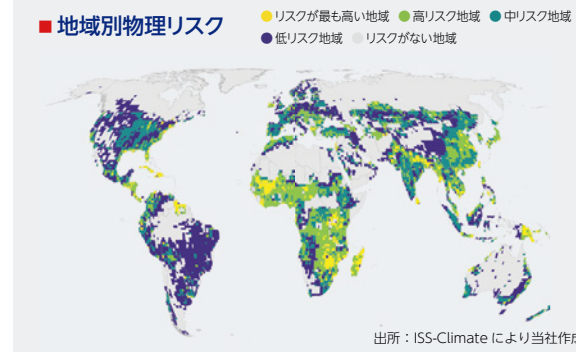 ■ 地域別物理リスク
●リスクが最も高い地域 ●高リスク地域 ●中リスク地域
●低リスク地域 ●リスクがない地域
出所：ISS-Climate により当社作成